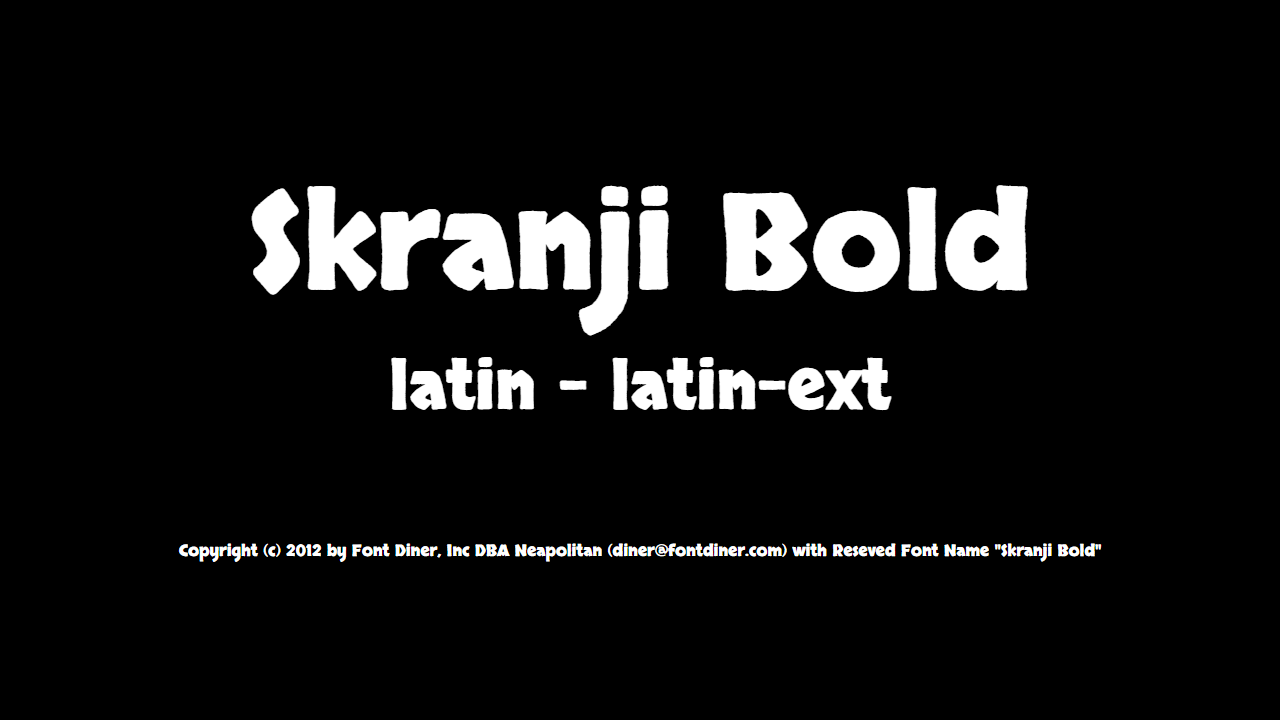 Skranji Bold
latin - latin-ext
Copyright (c) 2012 by Font Diner, Inc DBA Neapolitan (diner@fontdiner.com) with Reseved Font Name "Skranji Bold"